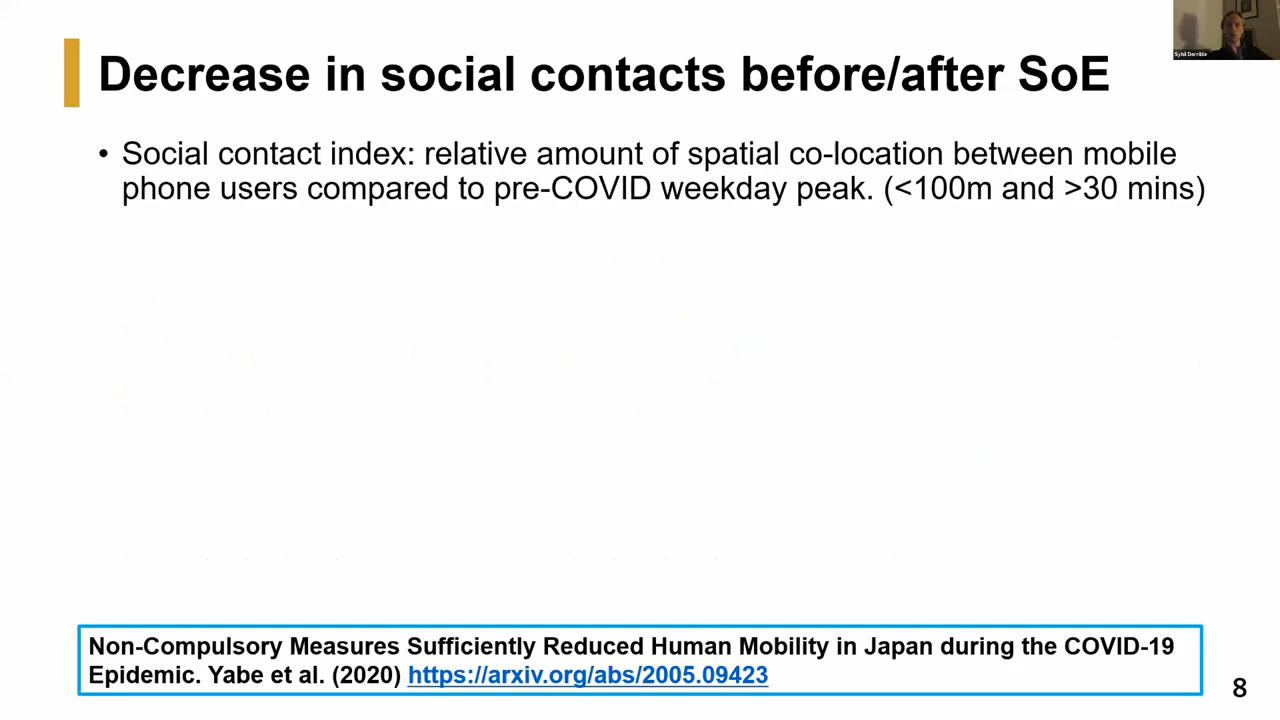 Decrease in social contacts before/after SoE
• Social contact index: relative amount of spatial co-location between mobile
phone users compared to pre-COVID weekday peak. (<100m and >30 mins)
Non-Compulsory Measures Sufficiently Reduced Human Mobility in Japan during the COVID-19
Epidemic. Yabe et al. (2020) https://arxiv.org/abs/2005.09423
8
Sybil Derrible